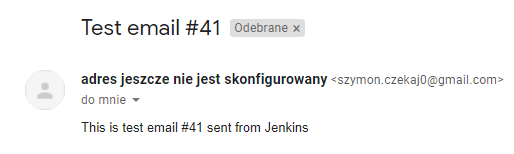 Test email #41 Odebrane ×
adres jeszcze nie jest skonfigurowany <szymon.czekaj0@gmail.com>
do mnie
This is test email #41 sent from Jenkins